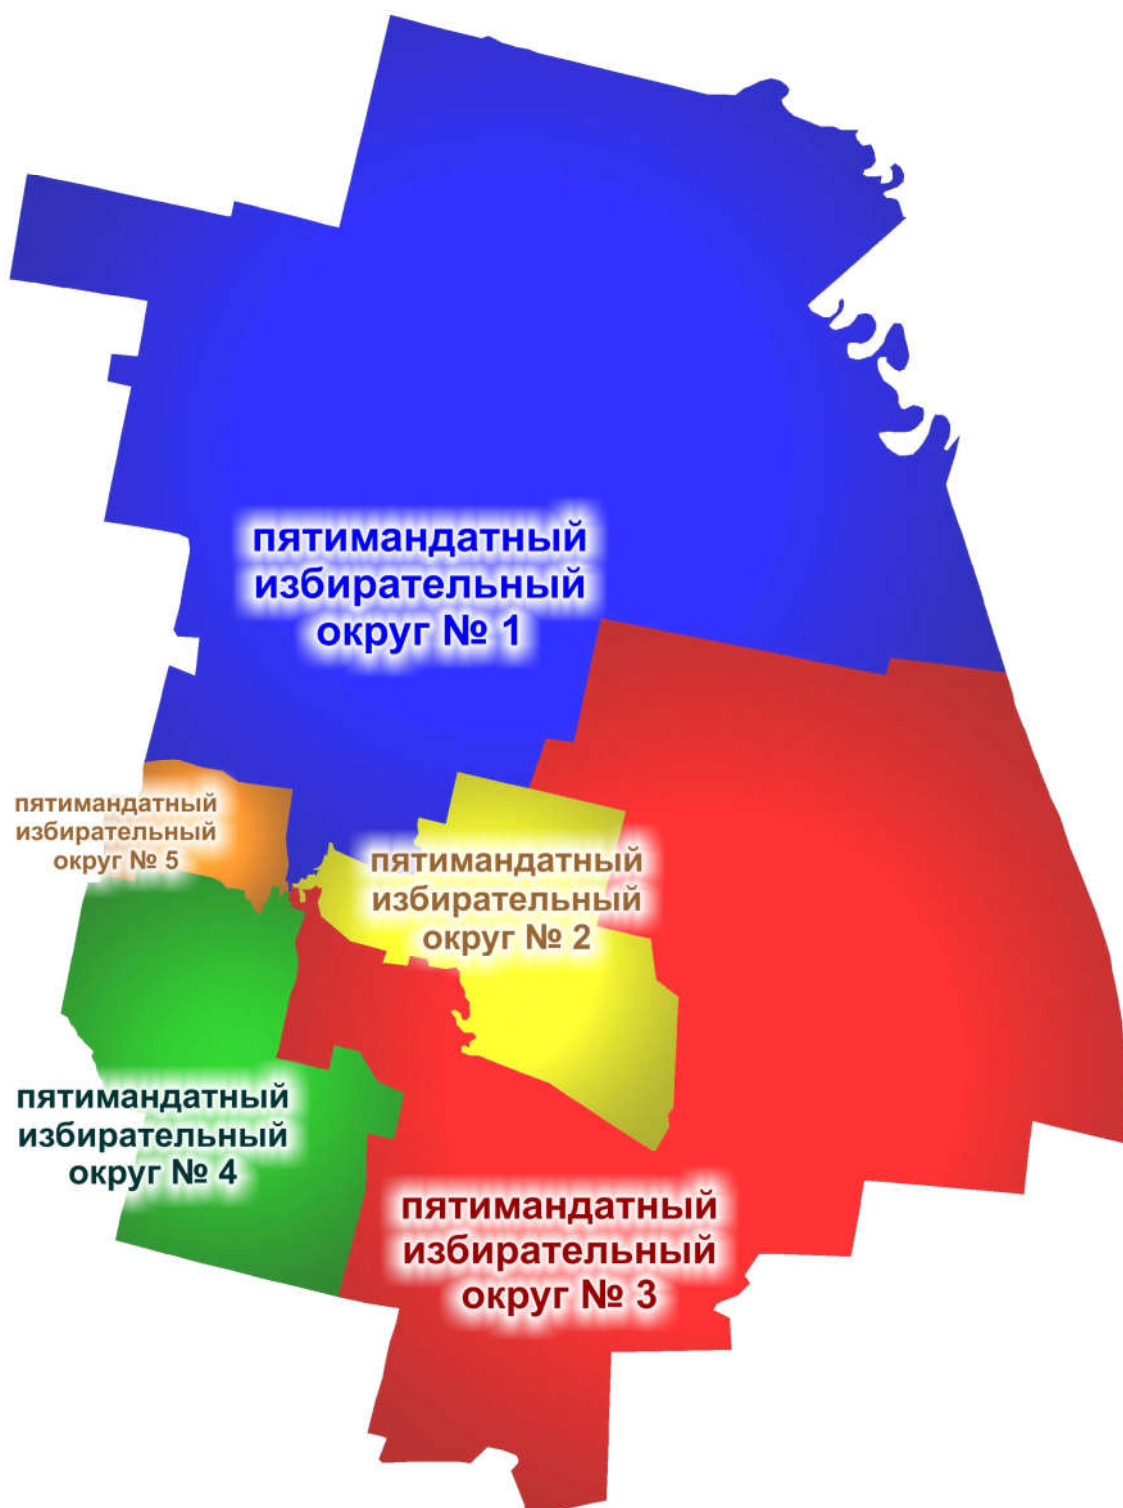 пятимандатный
избирательный
округ № 1
пятимандатный
избирательный
округ № 5
пятимандатный
избирательный
округ № 2
пятимандатный
избирательный
округ № 4
пятимандатный
избирательный
округ № 3